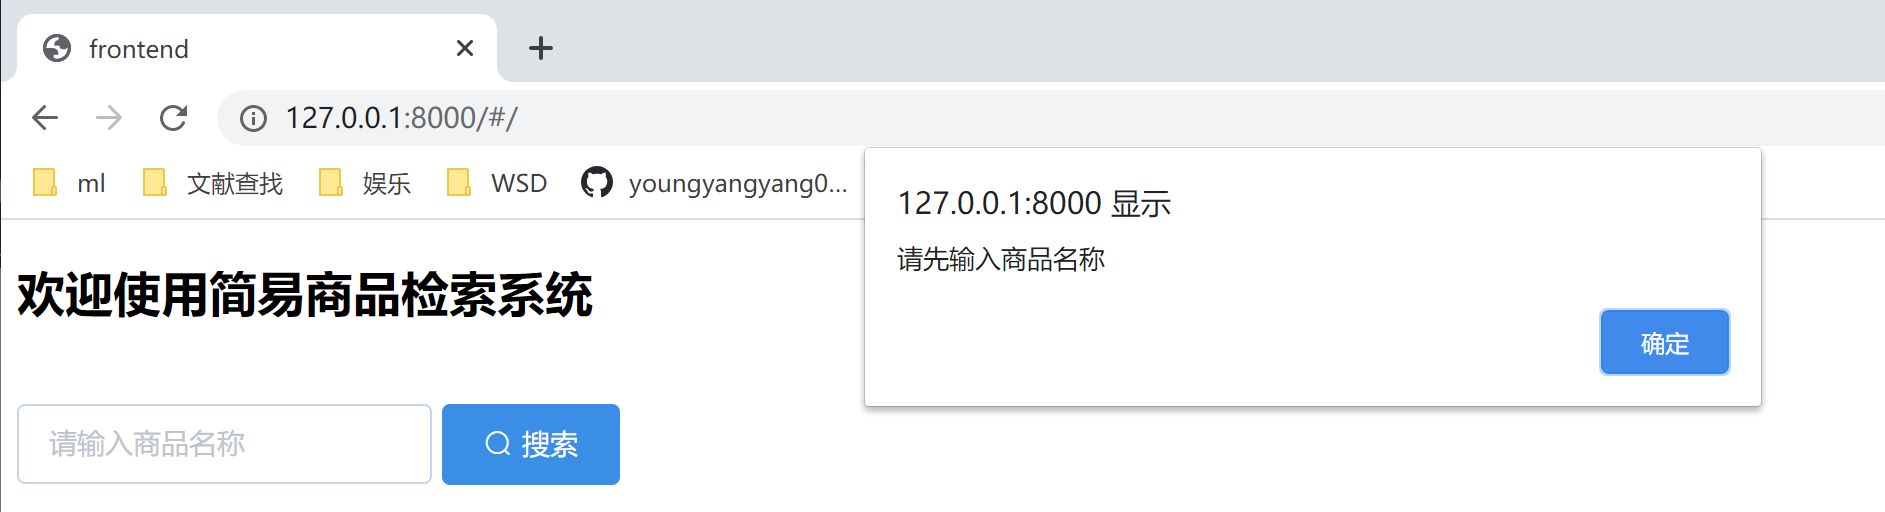 frontend
127.0.0.1:8000/#/
ml 文献查找 娱乐 WSD youngyangyang0...
127.0.0.1:8000 显示
请先输入商品名称
确定
欢迎使用简易商品检索系统
请输入商品名称 搜索